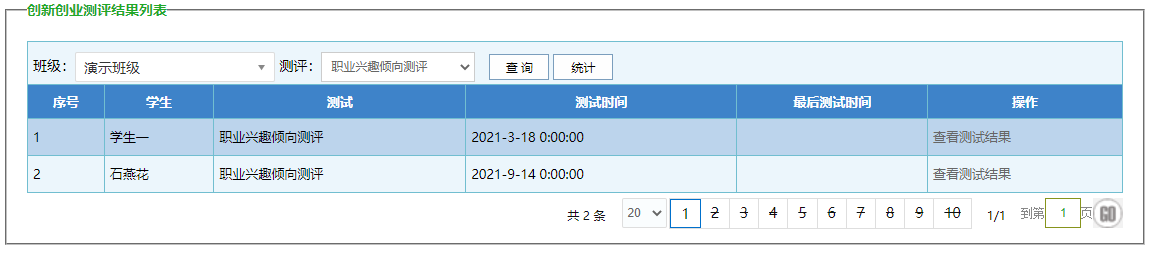 创新创业测评结果列表
班级： 演示班级 测评： 职业兴趣倾向测评 查 询 统计
序号 学生 测试 测试时间 最后测试时间 操作
1 学生一 职业兴趣倾向测评 2021-3-18 0:00:00 查看测试结果
2 石燕花 职业兴趣倾向测评 2021-9-14 0:00:00 查看测试结果
共 2 条 20 1 2 3 4 5 6 7 8 9 10 1/1 到第 1 页 GO